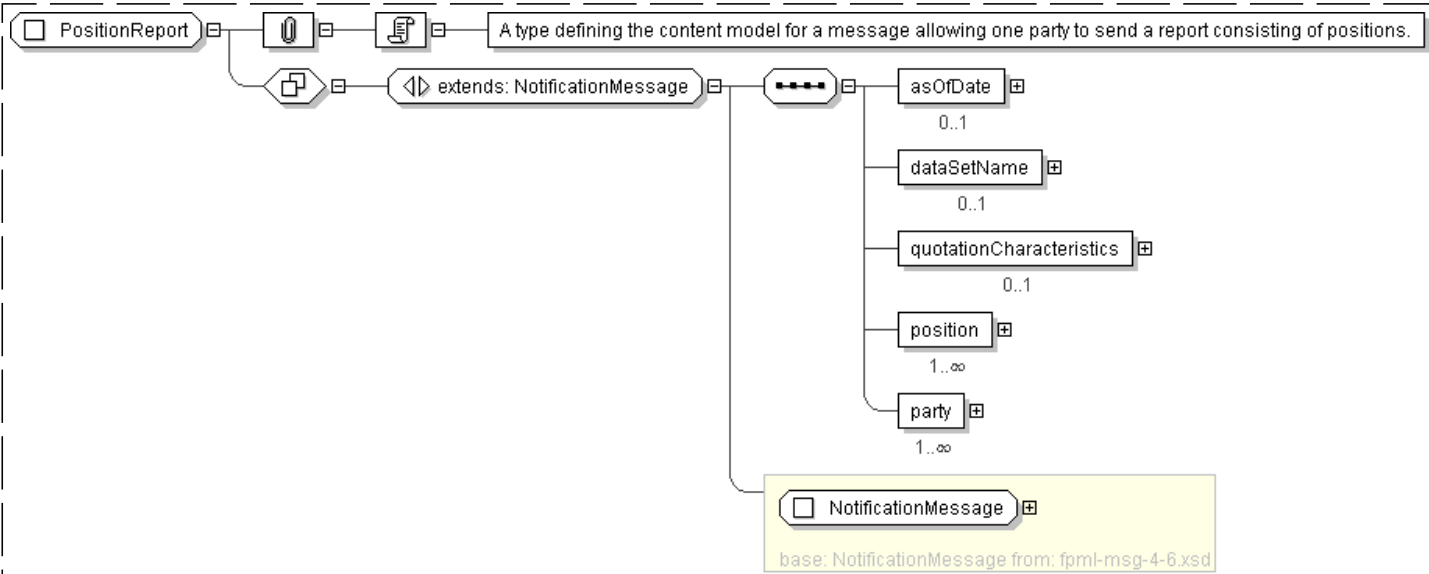 PositionReport
A type defining the content model for a message allowing one party to send a report consisting of positions.
extends: NotificationMessage
asOfDate
0..1
dataSetName
0..1
quotationCharacteristics
0..1
position
1..∞
party
1..∞
NotificationMessage
base: NotificationMessage from: fpml-msg-4-6.xsd